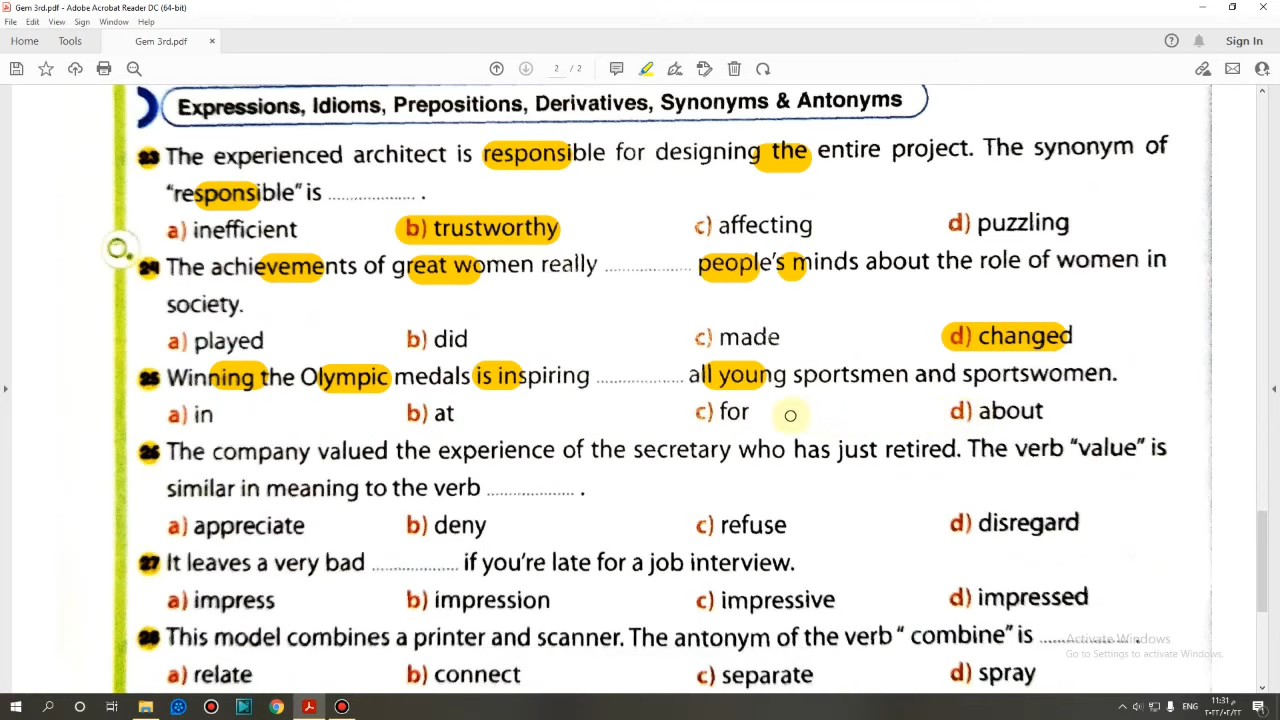 Gem 3rd.pdf - Adobe Acrobat Reader DC (64-bit)
File Edit View Sign Window Help
Home Tools Gem 3rd.pdf × Sign In
2 / 2
Expressions, Idioms, Prepositions, Derivatives, Synonyms & Antonyms
23 The experienced architect is responsible for designing the entire project. The synonym of
"responsible" is .................. .
a) inefficient b) trustworthy c) affecting d) puzzling
24 The achievements of great women really .................. people's minds about the role of women in
society.
a) played b) did c) made d) changed
25 Winning the Olympic medals is inspiring .................. all young sportsmen and sportswomen.
a) in b) at c) for d) about
26 The company valued the experience of the secretary who has just retired. The verb "value" is
similar in meaning to the verb .................. .
a) appreciate b) deny c) refuse d) disregard
27 It leaves a very bad .................. if you're late for a job interview.
a) impress b) impression c) impressive d) impressed
28 This model combines a printer and scanner. The antonym of the verb " combine" is .................. .
a) relate b) connect c) separate d) spray
Activate Windows
Go to Settings to activate Windows.
ENG 11:31 م